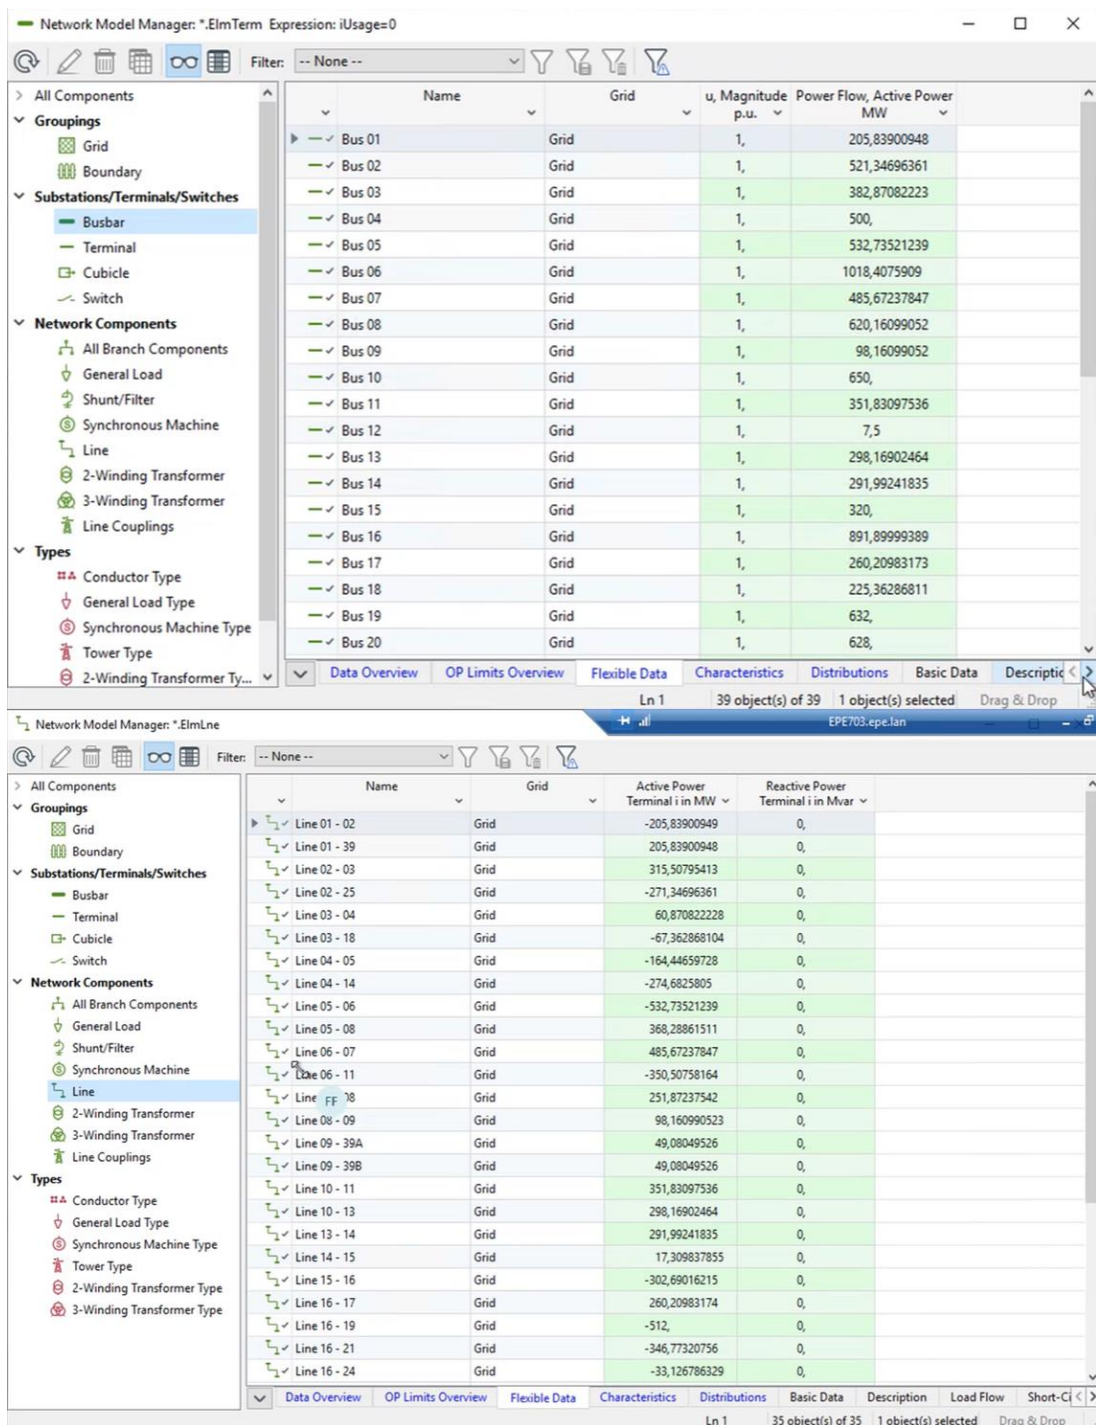 Network Model Manager: *.ElmTerm Expression: iUsage=0
Filter: -- None --
All Components
Groupings
Grid
Boundary
Substations/Terminals/Switches
Busbar
Terminal
Cubicle
Switch
Network Components
All Branch Components
General Load
Shunt/Filter
Synchronous Machine
Line
2-Winding Transformer
3-Winding Transformer
Line Couplings
Types
Conductor Type
General Load Type
Synchronous Machine Type
Tower Type
2-Winding Transformer Ty...
Name Grid u, Magnitude Power Flow, Active Power
p.u. MW
Bus 01 Grid 1, 205,83900948
Bus 02 Grid 1, 521,34696361
Bus 03 Grid 1, 382,87082223
Bus 04 Grid 1, 500,
Bus 05 Grid 1, 532,73521239
Bus 06 Grid 1, 1018,4075909
Bus 07 Grid 1, 485,67237847
Bus 08 Grid 1, 620,16099052
Bus 09 Grid 1, 98,16099052
Bus 10 Grid 1, 650,
Bus 11 Grid 1, 351,83097536
Bus 12 Grid 1, 7,5
Bus 13 Grid 1, 298,16902464
Bus 14 Grid 1, 291,99241835
Bus 15 Grid 1, 320,
Bus 16 Grid 1, 891,89999389
Bus 17 Grid 1, 260,20983173
Bus 18 Grid 1, 225,36286811
Bus 19 Grid 1, 632,
Bus 20 Grid 1, 628,
Data Overview OP Limits Overview Flexible Data Characteristics Distributions Basic Data Descriptic
Ln 1 39 object(s) of 39 1 object(s) selected Drag & Drop
Network Model Manager: *.ElmLne
EPE703.epe.lan
Filter: -- None --
All Components
Groupings
Grid
Boundary
Substations/Terminals/Switches
Busbar
Terminal
Cubicle
Switch
Network Components
All Branch Components
General Load
Shunt/Filter
Synchronous Machine
Line
2-Winding Transformer
3-Winding Transformer
Line Couplings
Types
Conductor Type
General Load Type
Synchronous Machine Type
Tower Type
2-Winding Transformer Type
3-Winding Transformer Type
Name Grid Active Power Reactive Power
Terminal i in MW Terminal i in Mvar
Line 01 - 02 Grid -205,83900949 0,
Line 01 - 39 Grid 205,83900948 0,
Line 02 - 03 Grid 315,50795413 0,
Line 02 - 25 Grid -271,34696361 0,
Line 03 - 04 Grid 60,870822228 0,
Line 03 - 18 Grid -67,362868104 0,
Line 04 - 05 Grid -164,44659728 0,
Line 04 - 14 Grid -274,6825805 0,
Line 05 - 06 Grid -532,73521239 0,
Line 05 - 08 Grid 368,28861511 0,
Line 06 - 07 Grid 485,67237847 0,
Line 06 - 11 Grid -350,50758164 0,
Line FF 08 Grid 251,87237542 0,
Line 08 - 09 Grid 98,160990523 0,
Line 09 - 39A Grid 49,08049526 0,
Line 09 - 39B Grid 49,08049526 0,
Line 10 - 11 Grid 351,83097536 0,
Line 10 - 13 Grid 298,16902464 0,
Line 13 - 14 Grid 291,99241835 0,
Line 14 - 15 Grid 17,309837855 0,
Line 15 - 16 Grid -302,69016215 0,
Line 16 - 17 Grid 260,20983174 0,
Line 16 - 19 Grid -512, 0,
Line 16 - 21 Grid -346,77320756 0,
Line 16 - 24 Grid -33,126786329 0,
Data Overview OP Limits Overview Flexible Data Characteristics Distributions Basic Data Description Load Flow Short-Ci
Ln 1 35 object(s) of 35 1 object(s) selected Drag & Drop